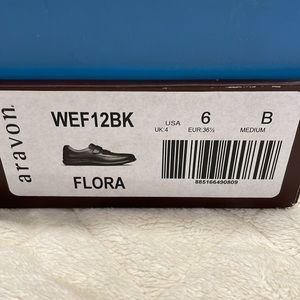 aravon
WEF12BK
FLORA
USA 6 B
UK:4 EUR:36½ MEDIUM
885166490809